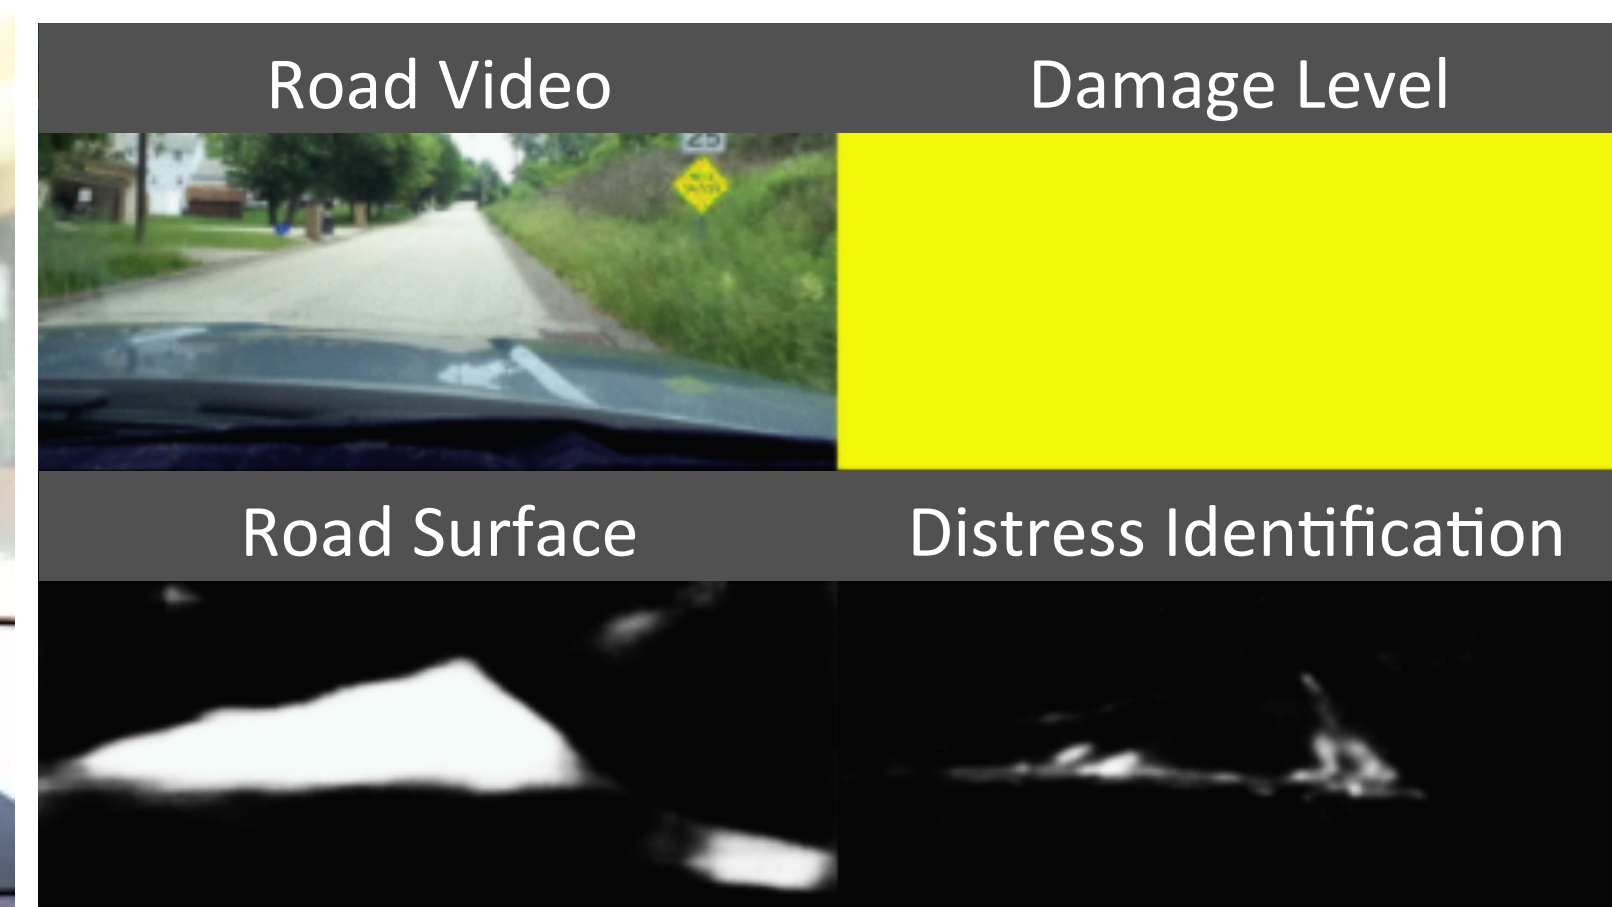 Road Video
Damage Level
25
Road Surface
Distress Identification